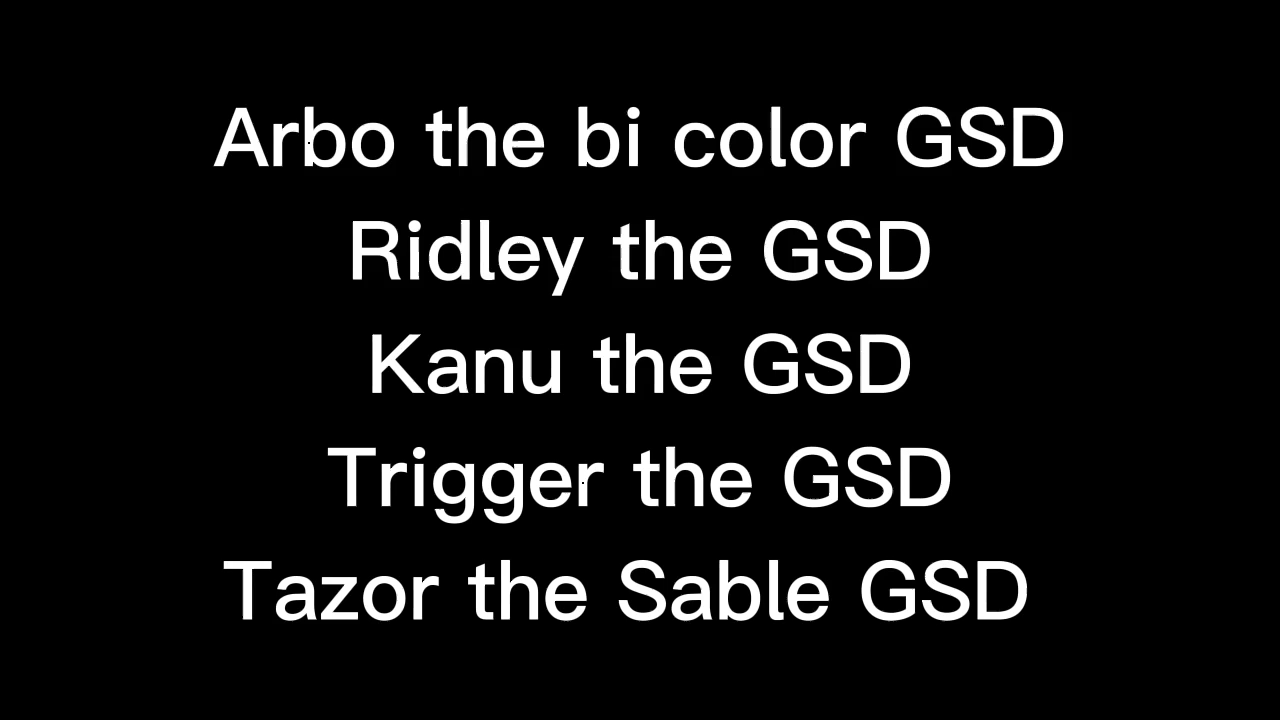 Arbo the bi color GSD
Ridley the GSD
Kanu the GSD
Trigger the GSD
Tazor the Sable GSD